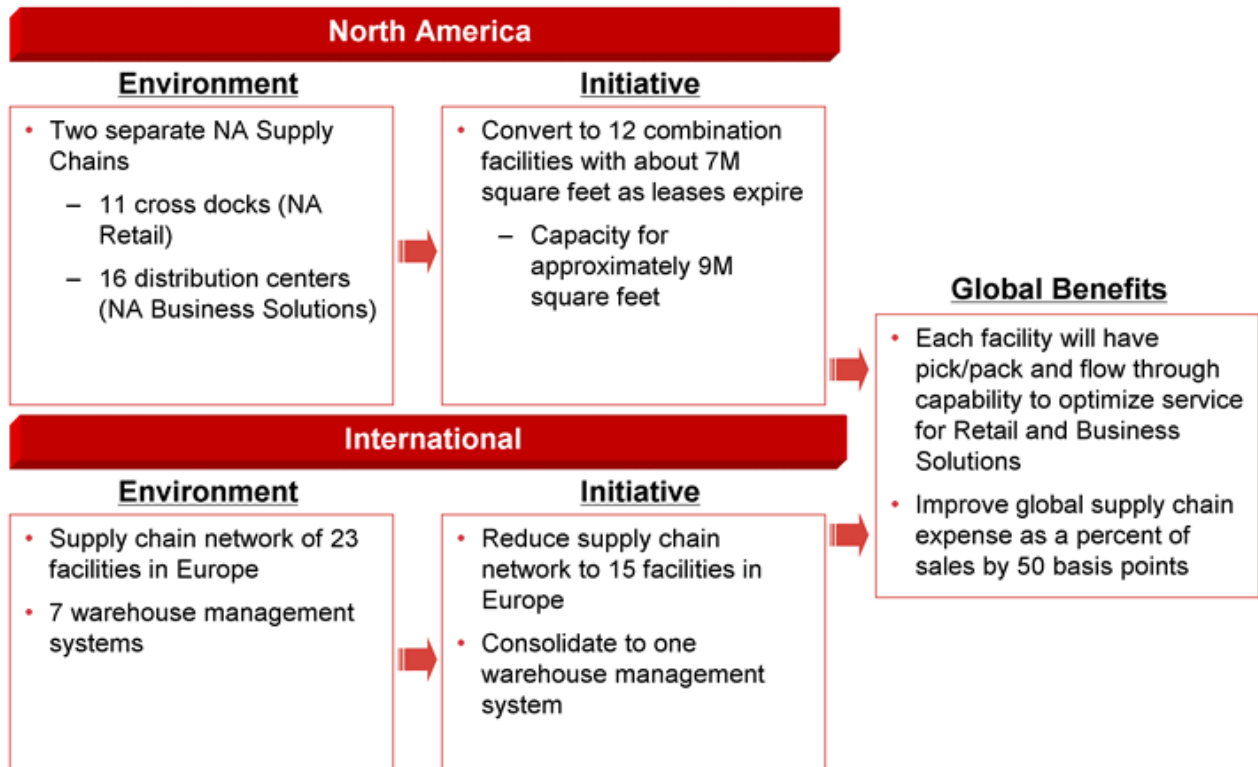 North America
Environment
• Two separate NA Supply
Chains
– 11 cross docks (NA
Retail)
– 16 distribution centers
(NA Business Solutions)
Initiative
• Convert to 12 combination
facilities with about 7M
square feet as leases expire
– Capacity for
approximately 9M
square feet
International
Environment
• Supply chain network of 23
facilities in Europe
• 7 warehouse management
systems
Initiative
• Reduce supply chain
network to 15 facilities in
Europe
• Consolidate to one
warehouse management
system
Global Benefits
• Each facility will have
pick/pack and flow through
capability to optimize service
for Retail and Business
Solutions
• Improve global supply chain
expense as a percent of
sales by 50 basis points